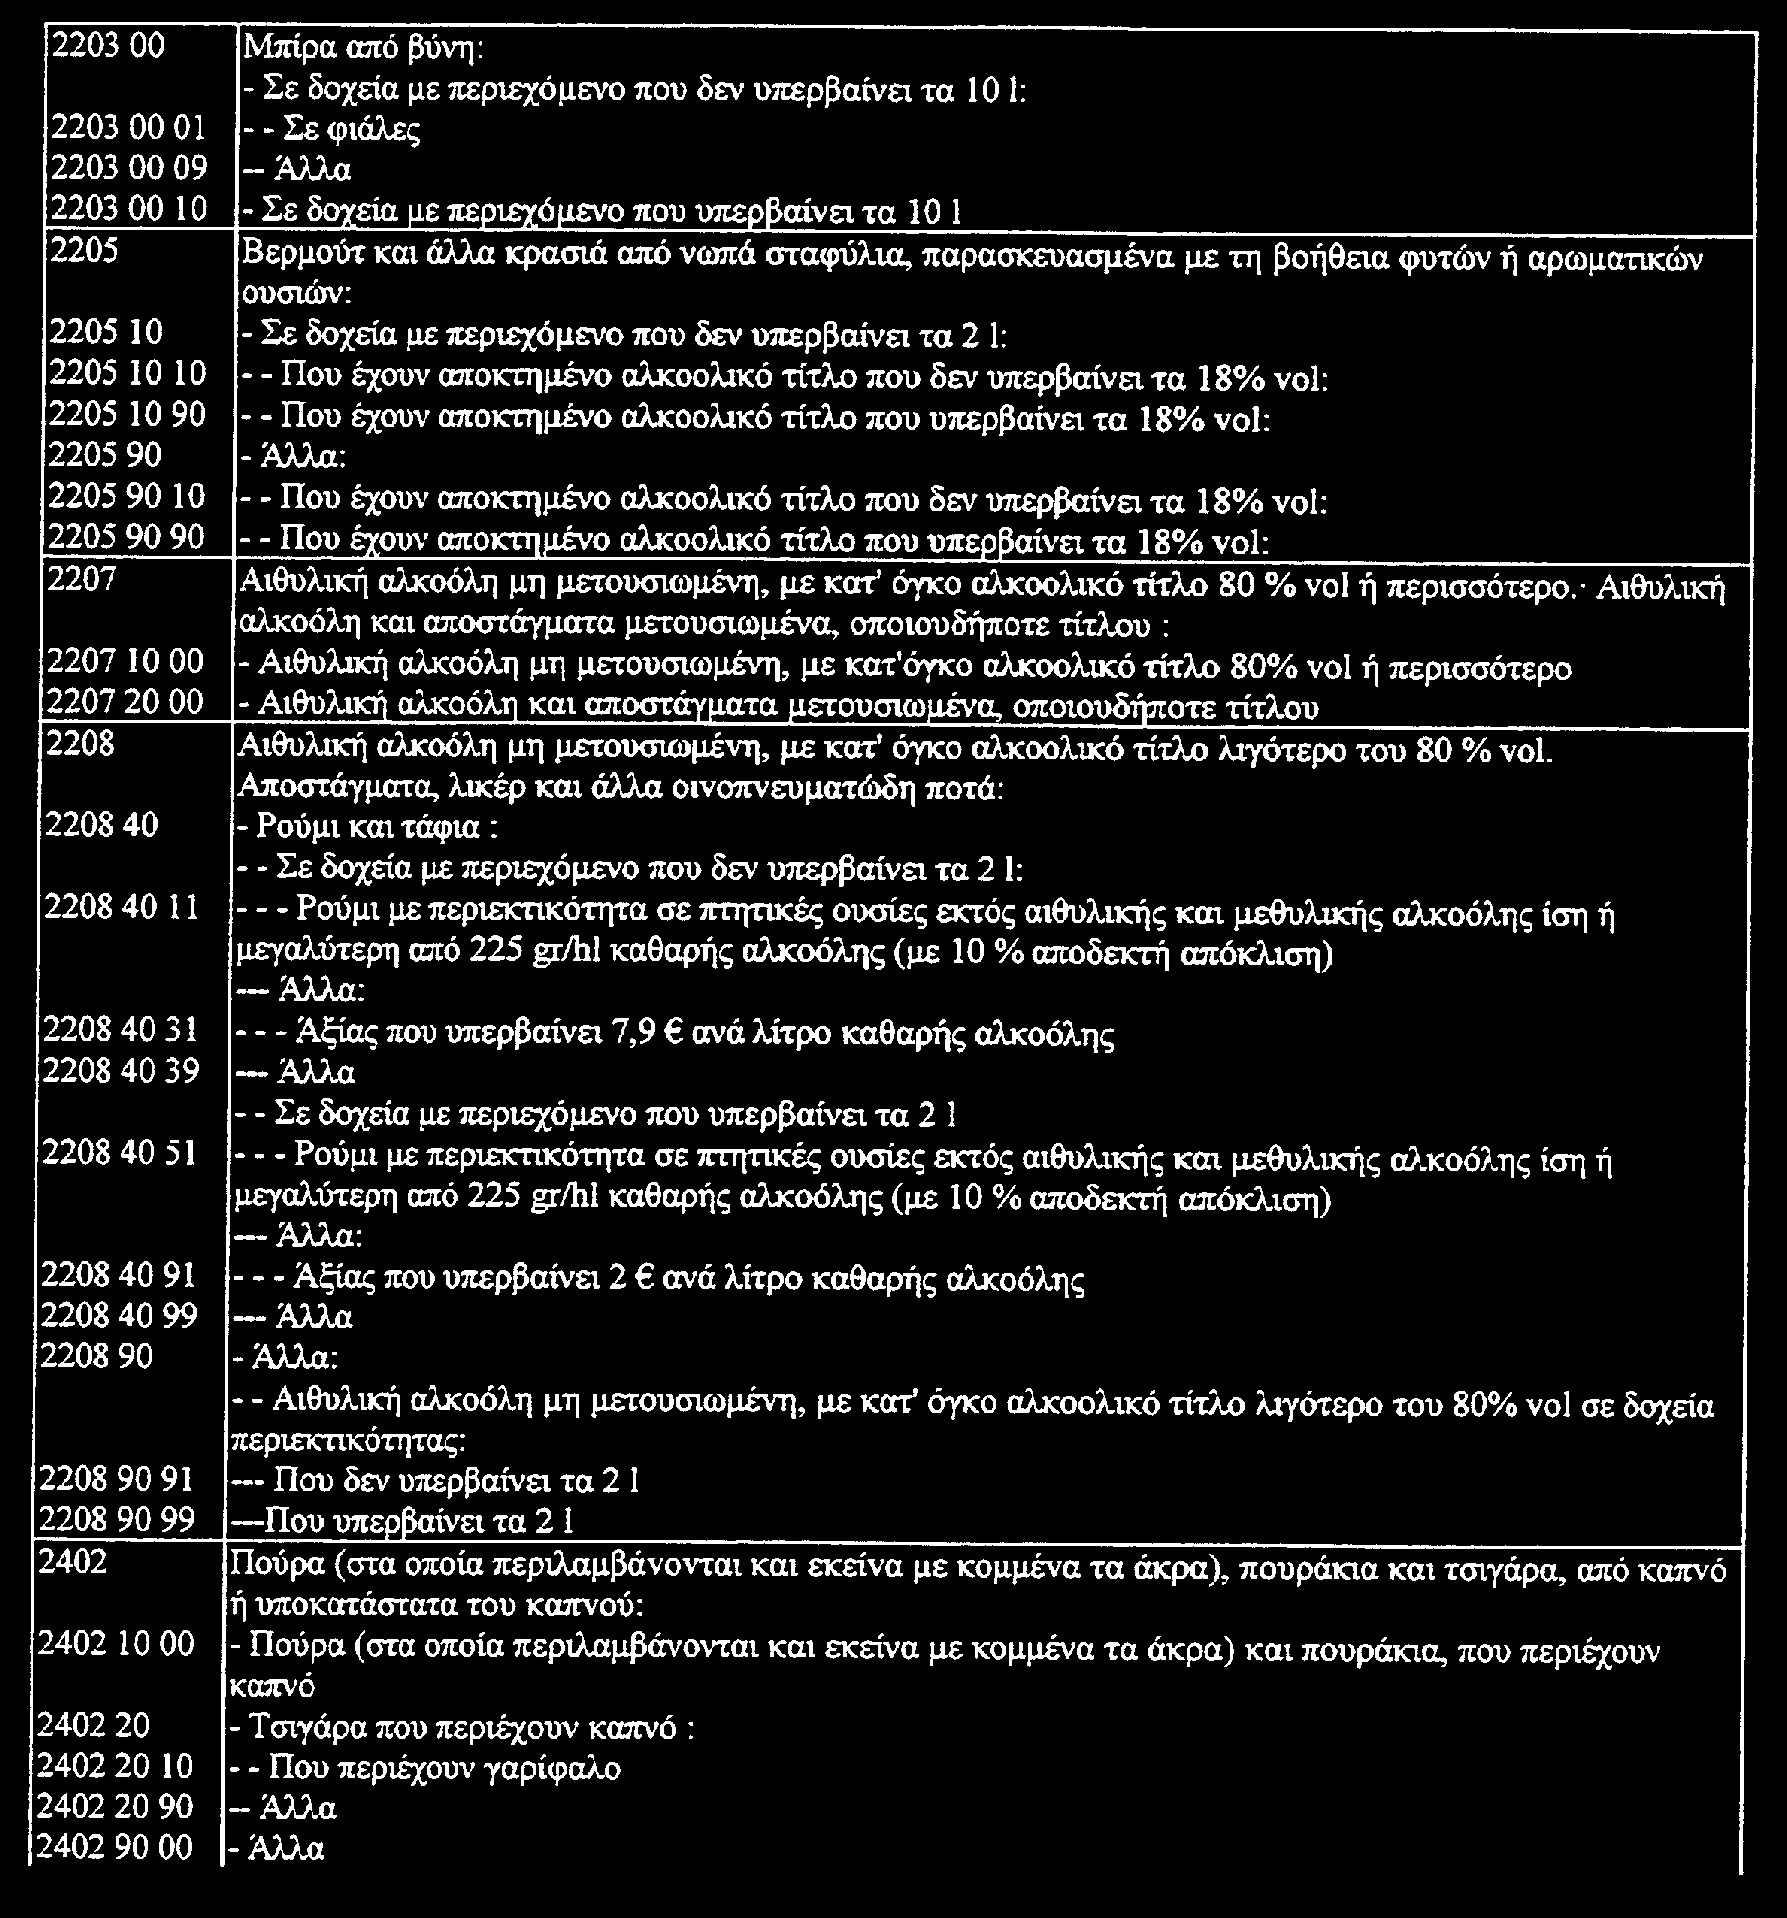 2203 00 Μπίρα από βύνη:
- Σε δοχεία με περιεχόμενο που δεν υπερβαίνει τα 10 l:
2203 00 01 - - Σε φιάλες
2203 00 09 -- Άλλα
2203 00 10 - Σε δοχεία με περιεχόμενο που υπερβαίνει τα 10 l
2205 Βερμούτ και άλλα κρασιά από νωπά σταφύλια, παρασκευασμένα με τη βοήθεια φυτών ή αρωματικών
ουσιών:
2205 10 - Σε δοχεία με περιεχόμενο που δεν υπερβαίνει τα 2 l:
2205 10 10 - - Που έχουν αποκτημένο αλκοολικό τίτλο που δεν υπερβαίνει τα 18% vol:
2205 10 90 - - Που έχουν αποκτημένο αλκοολικό τίτλο που υπερβαίνει τα 18% vol:
2205 90 - Άλλα:
2205 90 10 - - Που έχουν αποκτημένο αλκοολικό τίτλο που δεν υπερβαίνει τα 18% vol:
2205 90 90 - - Που έχουν αποκτημένο αλκοολικό τίτλο που υπερβαίνει τα 18% vol:
2207 Αιθυλική αλκοόλη μη μετουσιωμένη, με κατ' όγκο αλκοολικό τίτλο 80 % vol ή περισσότερο.· Αιθυλική
αλκοόλη και αποστάγματα μετουσιωμένα, οποιουδήποτε τίτλου :
2207 10 00 - Αιθυλική αλκοόλη μη μετουσιωμένη, με κατ'όγκο αλκοολικό τίτλο 80% vol ή περισσότερο
2207 20 00 - Αιθυλική αλκοόλη και αποστάγματα μετουσιωμένα, οποιουδήποτε τίτλου
2208 Αιθυλική αλκοόλη μη μετουσιωμένη, με κατ' όγκο αλκοολικό τίτλο λιγότερο του 80 % vol.
Αποστάγματα, λικέρ και άλλα οινοπνευματώδη ποτά:
2208 40 - Ρούμι και τάφια :
- - Σε δοχεία με περιεχόμενο που δεν υπερβαίνει τα 2 l:
2208 40 11 - - - Ρούμι με περιεκτικότητα σε πτητικές ουσίες εκτός αιθυλικής και μεθυλικής αλκοόλης ίση ή
μεγαλύτερη από 225 gr/hl καθαρής αλκοόλης (με 10 % αποδεκτή απόκλιση)
--- Άλλα:
2208 40 31 - - - Άξίας που υπερβαίνει 7,9 € ανά λίτρο καθαρής αλκοόλης
2208 40 39 --- Άλλα
- - Σε δοχεία με περιεχόμενο που υπερβαίνει τα 2 l
2208 40 51 - - - Ρούμι με περιεκτικότητα σε πτητικές ουσίες εκτός αιθυλικής και μεθυλικής αλκοόλης ίση ή
μεγαλύτερη από 225 gr/hl καθαρής αλκοόλης (με 10 % αποδεκτή απόκλιση)
--- Άλλα:
2208 40 91 - - - Άξίας που υπερβαίνει 2 € ανά λίτρο καθαρής αλκοόλης
2208 40 99 --- Άλλα
2208 90 - Άλλα:
- - Αιθυλική αλκοόλη μη μετουσιωμένη, με κατ' όγκο αλκοολικό τίτλο λιγότερο του 80% vol σε δοχεία
περιεκτικότητας:
2208 90 91 --- Που δεν υπερβαίνει τα 2 l
2208 90 99 ---Που υπερβαίνει τα 2 l
2402 Πούρα (στα οποία περιλαμβάνονται και εκείνα με κομμένα τα άκρα), πουράκια και τσιγάρα, από καπνό
ή υποκατάστατα του καπνού:
2402 10 00 - Πούρα (στα οποία περιλαμβάνονται και εκείνα με κομμένα τα άκρα) και πουράκια, που περιέχουν
καπνό
2402 20 - Τσιγάρα που περιέχουν καπνό :
2402 20 10 - - Που περιέχουν γαρίφαλο
2402 20 90 -- Άλλα
2402 90 00 - Άλλα